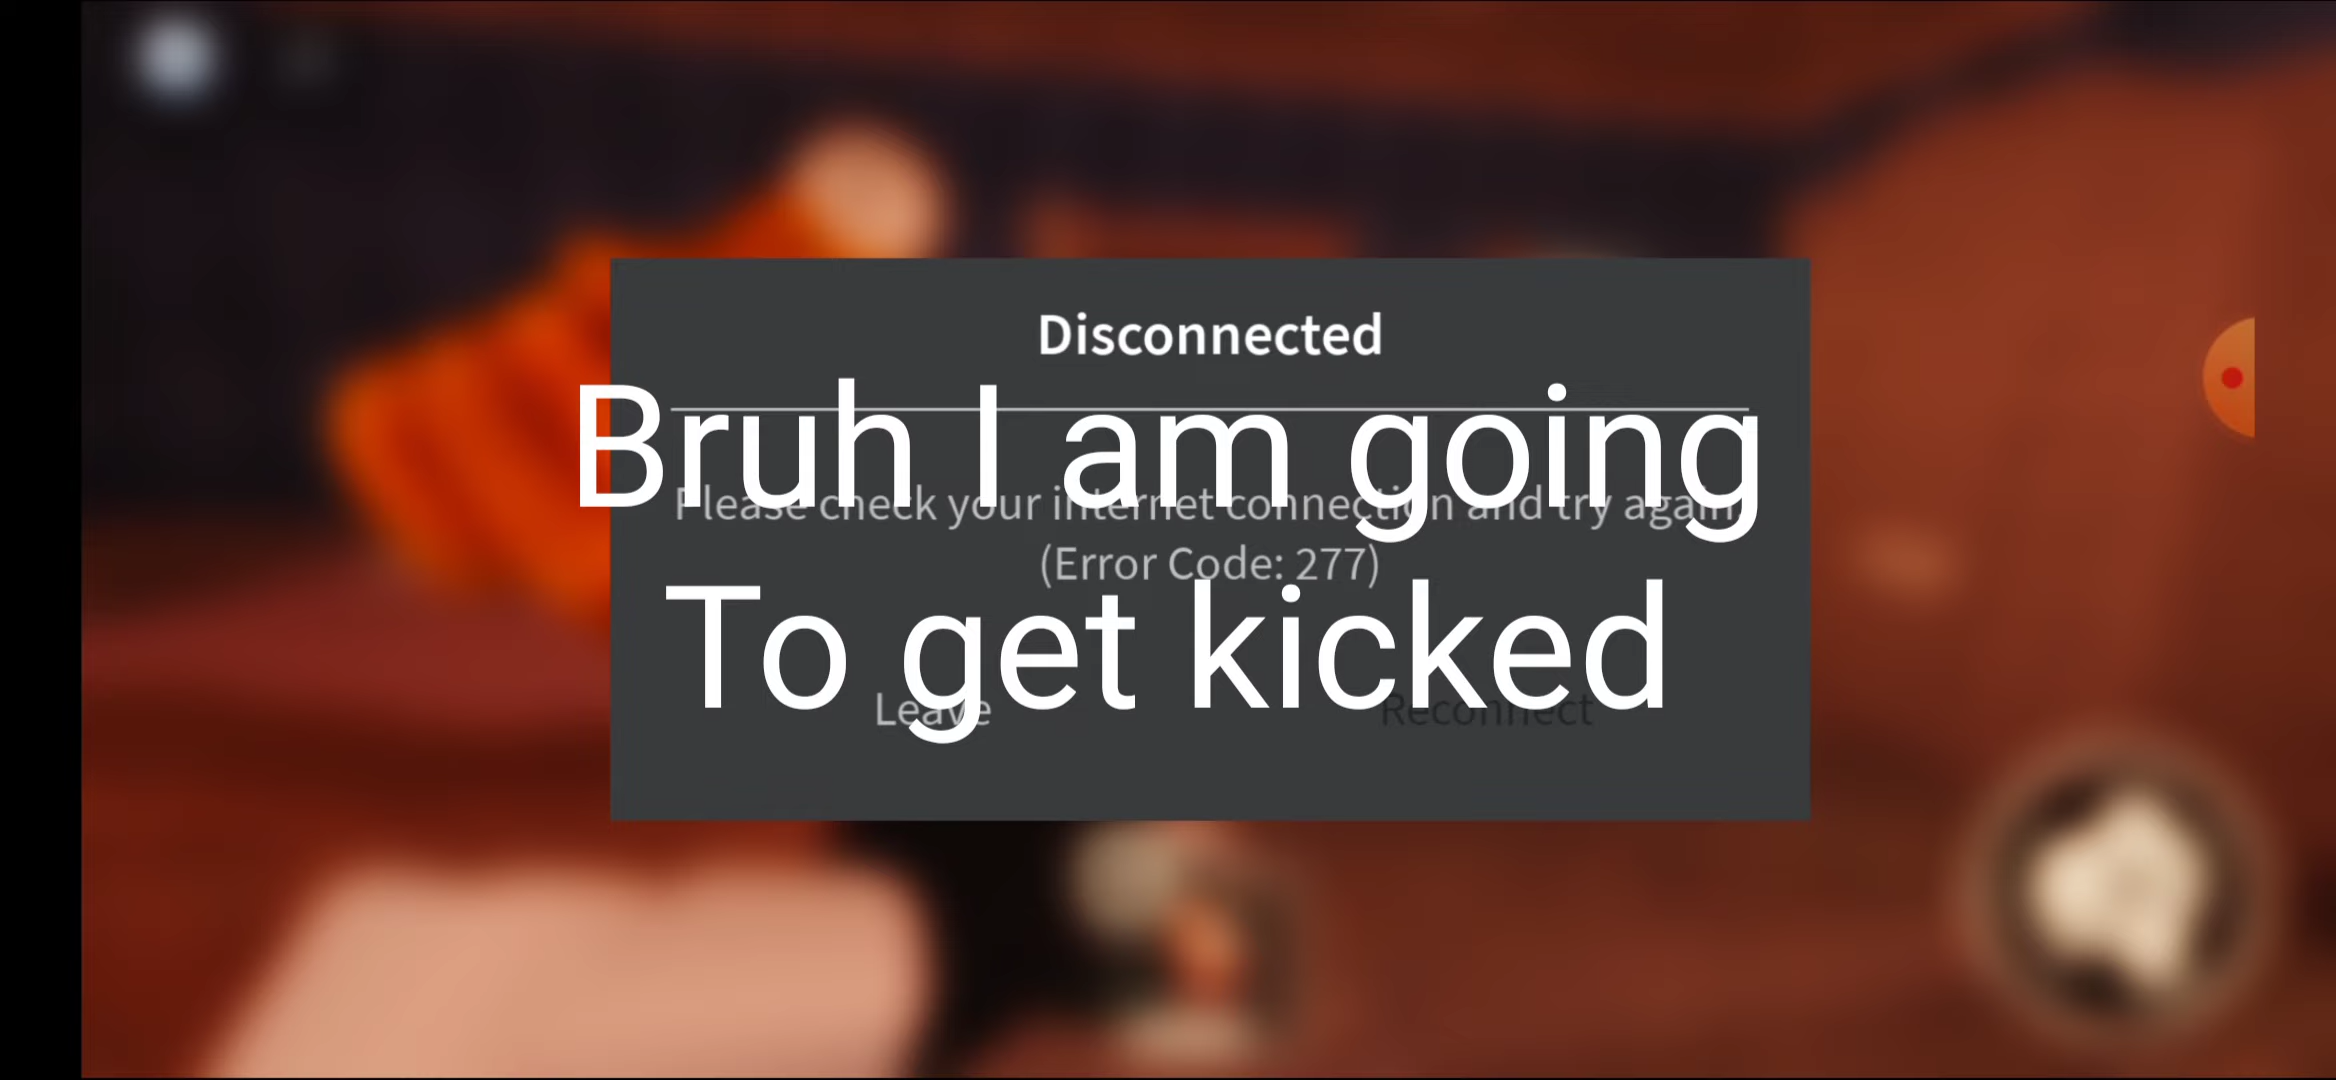 Disconnected
Bruh I am going
Please check your internet connection and try again
(Error Code: 277)
To get kicked
Leave
Reconnect